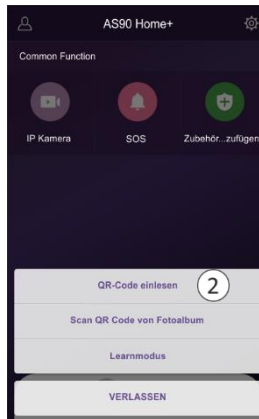 AS90 Home+
Common Function
IP Kamera SOS Zubehör...zufügen
QR-Code einlesen 2
Scan QR Code von Fotoalbum
Learnmodus
VERLASSEN